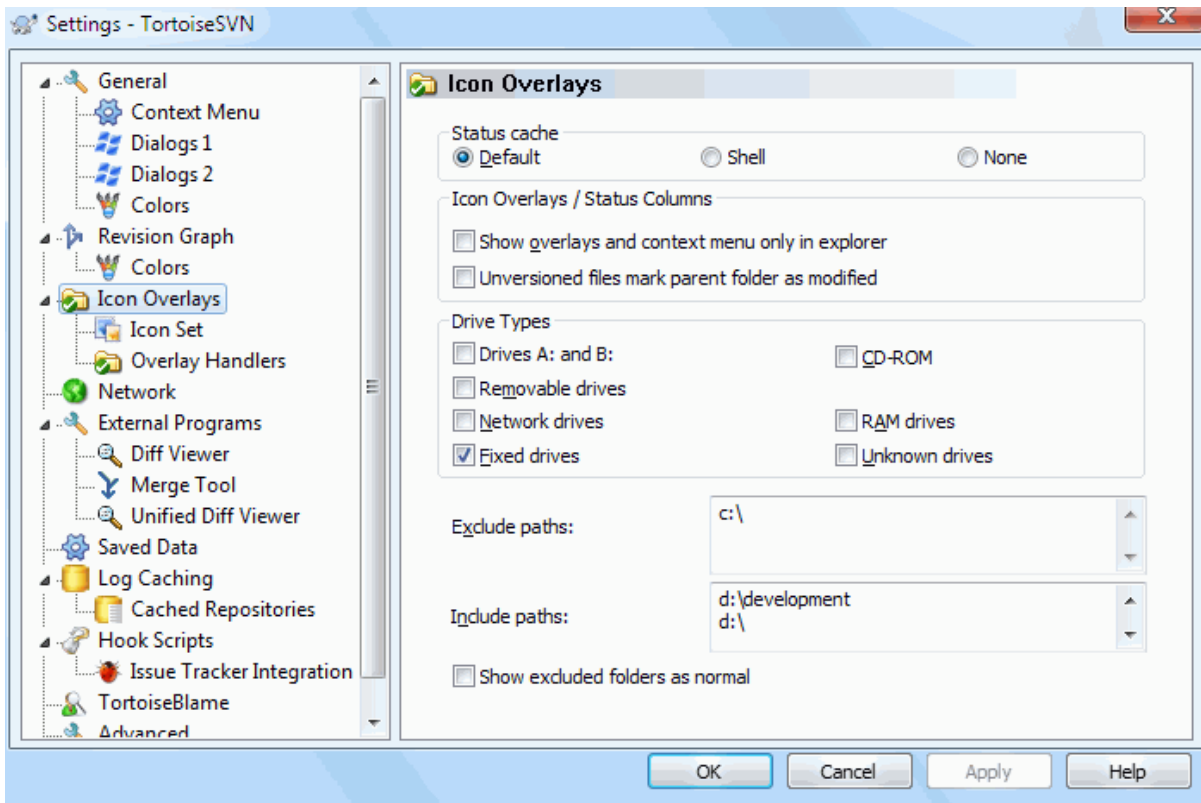 Settings - TortoiseSVN
X
General
Context Menu
Dialogs 1
Dialogs 2
Colors
Revision Graph
Colors
Icon Overlays
Icon Set
Overlay Handlers
Network
External Programs
Diff Viewer
Merge Tool
Unified Diff Viewer
Saved Data
Log Caching
Cached Repositories
Hook Scripts
Issue Tracker Integration
TortoiseBlame
Advanced
Icon Overlays
Status cache
Default Shell None
Icon Overlays / Status Columns
Show overlays and context menu only in explorer
Unversioned files mark parent folder as modified
Drive Types
Drives A: and B: CD-ROM
Removable drives
Network drives RAM drives
Fixed drives Unknown drives
Exclude paths: c:\
Include paths: d:\development
d:\
Show excluded folders as normal
OK Cancel Apply Help